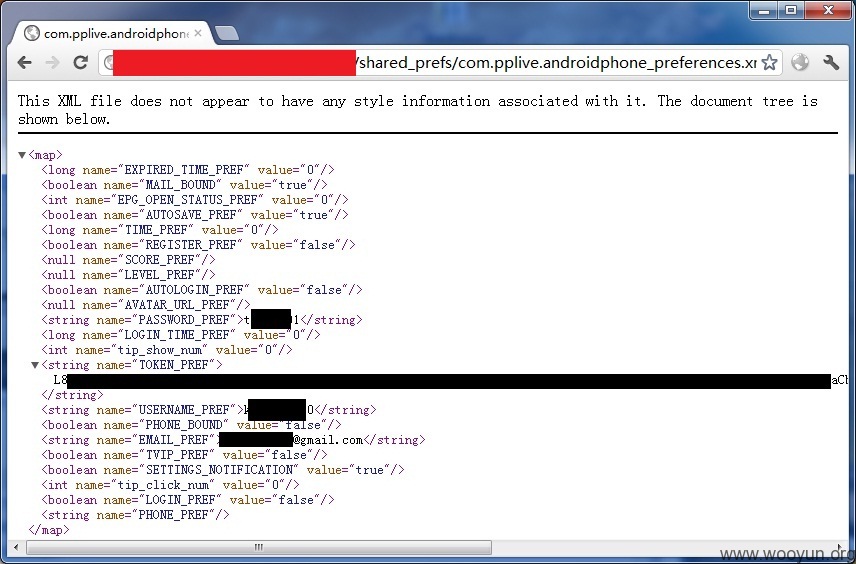 com.pplive.androidphone
/shared_prefs/com.pplive.androidphone_preferences.xm
This XML file does not appear to have any style information associated with it. The document tree is
shown below.
▼<map>
<long name="EXPIRED_TIME_PREF" value="0"/>
<boolean name="MAIL_BOUND" value="true"/>
<int name="EPG_OPEN_STATUS_PREF" value="0"/>
<boolean name="AUTOSAVE_PREF" value="true"/>
<long name="TIME_PREF" value="0"/>
<boolean name="REGISTER_PREF" value="false"/>
<null name="SCORE_PREF"/>
<null name="LEVEL_PREF"/>
<boolean name="AUTOLOGIN_PREF" value="false"/>
<null name="AVATAR_URL_PREF"/>
<string name="PASSWORD_PREF">t 1</string>
<long name="LOGIN_TIME_PREF" value="0"/>
<int name="tip_show_num" value="0"/>
▼<string name="TOKEN_PREF">
L8 aCb
</string>
<string name="USERNAME_PREF">k 0</string>
<boolean name="PHONE_BOUND" value="false"/>
<string name="EMAIL_PREF"> @gmail.com</string>
<boolean name="TVIP_PREF" value="false"/>
<boolean name="SETTINGS_NOTIFICATION" value="true"/>
<int name="tip_click_num" value="0"/>
<boolean name="LOGIN_PREF" value="false"/>
<string name="PHONE_PREF"/>
</map>
www.wooyun.org